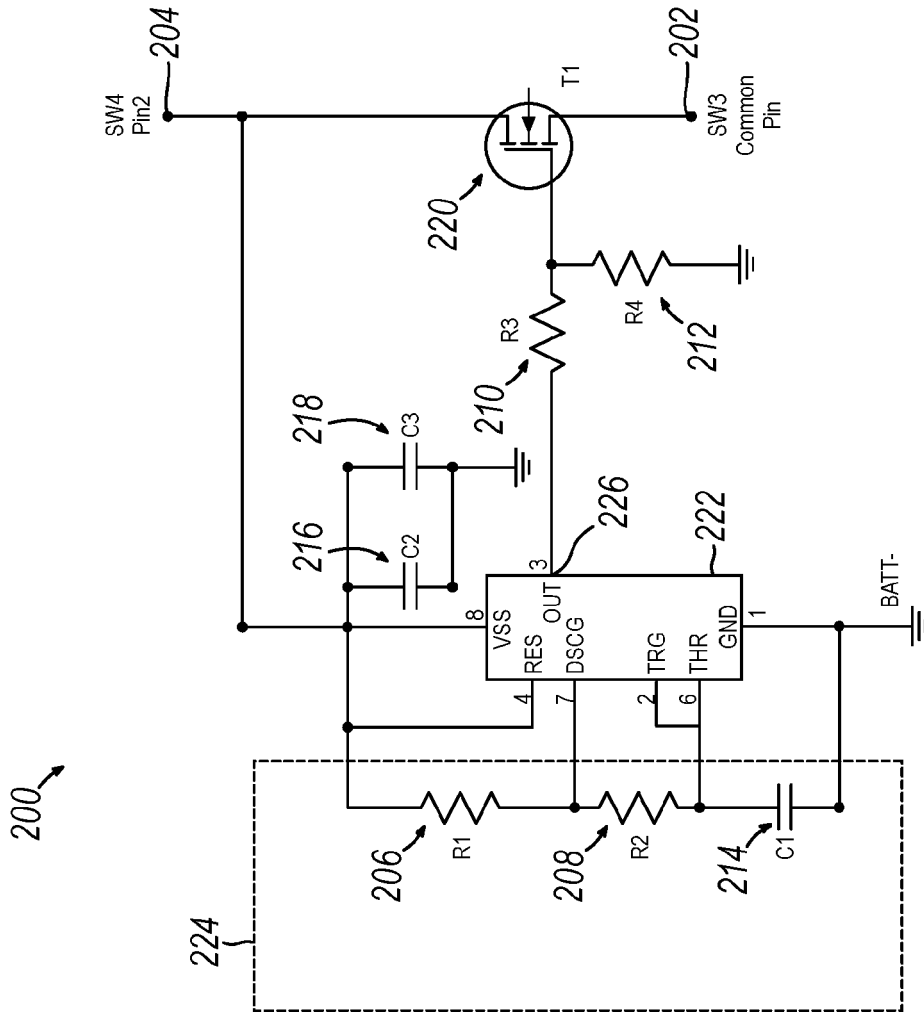 200
224
206
R1
208
R2
214
C1
4
RES
7
DSCG
2
TRG
6
THR
8
VSS
3
OUT
226
222
GND
1
BATT-
216
C2
218
C3
R3
210
R4
212
220
T1
SW4
Pin2
204
202
SW3
Common
Pin